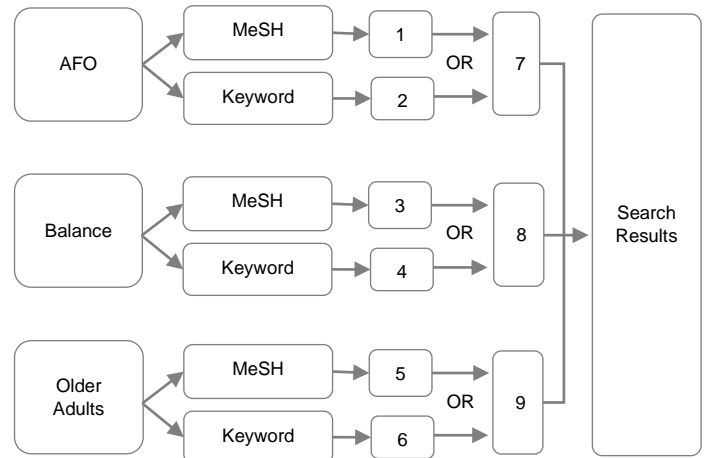 AFO
MeSH
1
OR
7
Keyword
2
Balance
MeSH
3
OR
8
Keyword
4
Older
Adults
MeSH
5
OR
9
Keyword
6
Search
Results